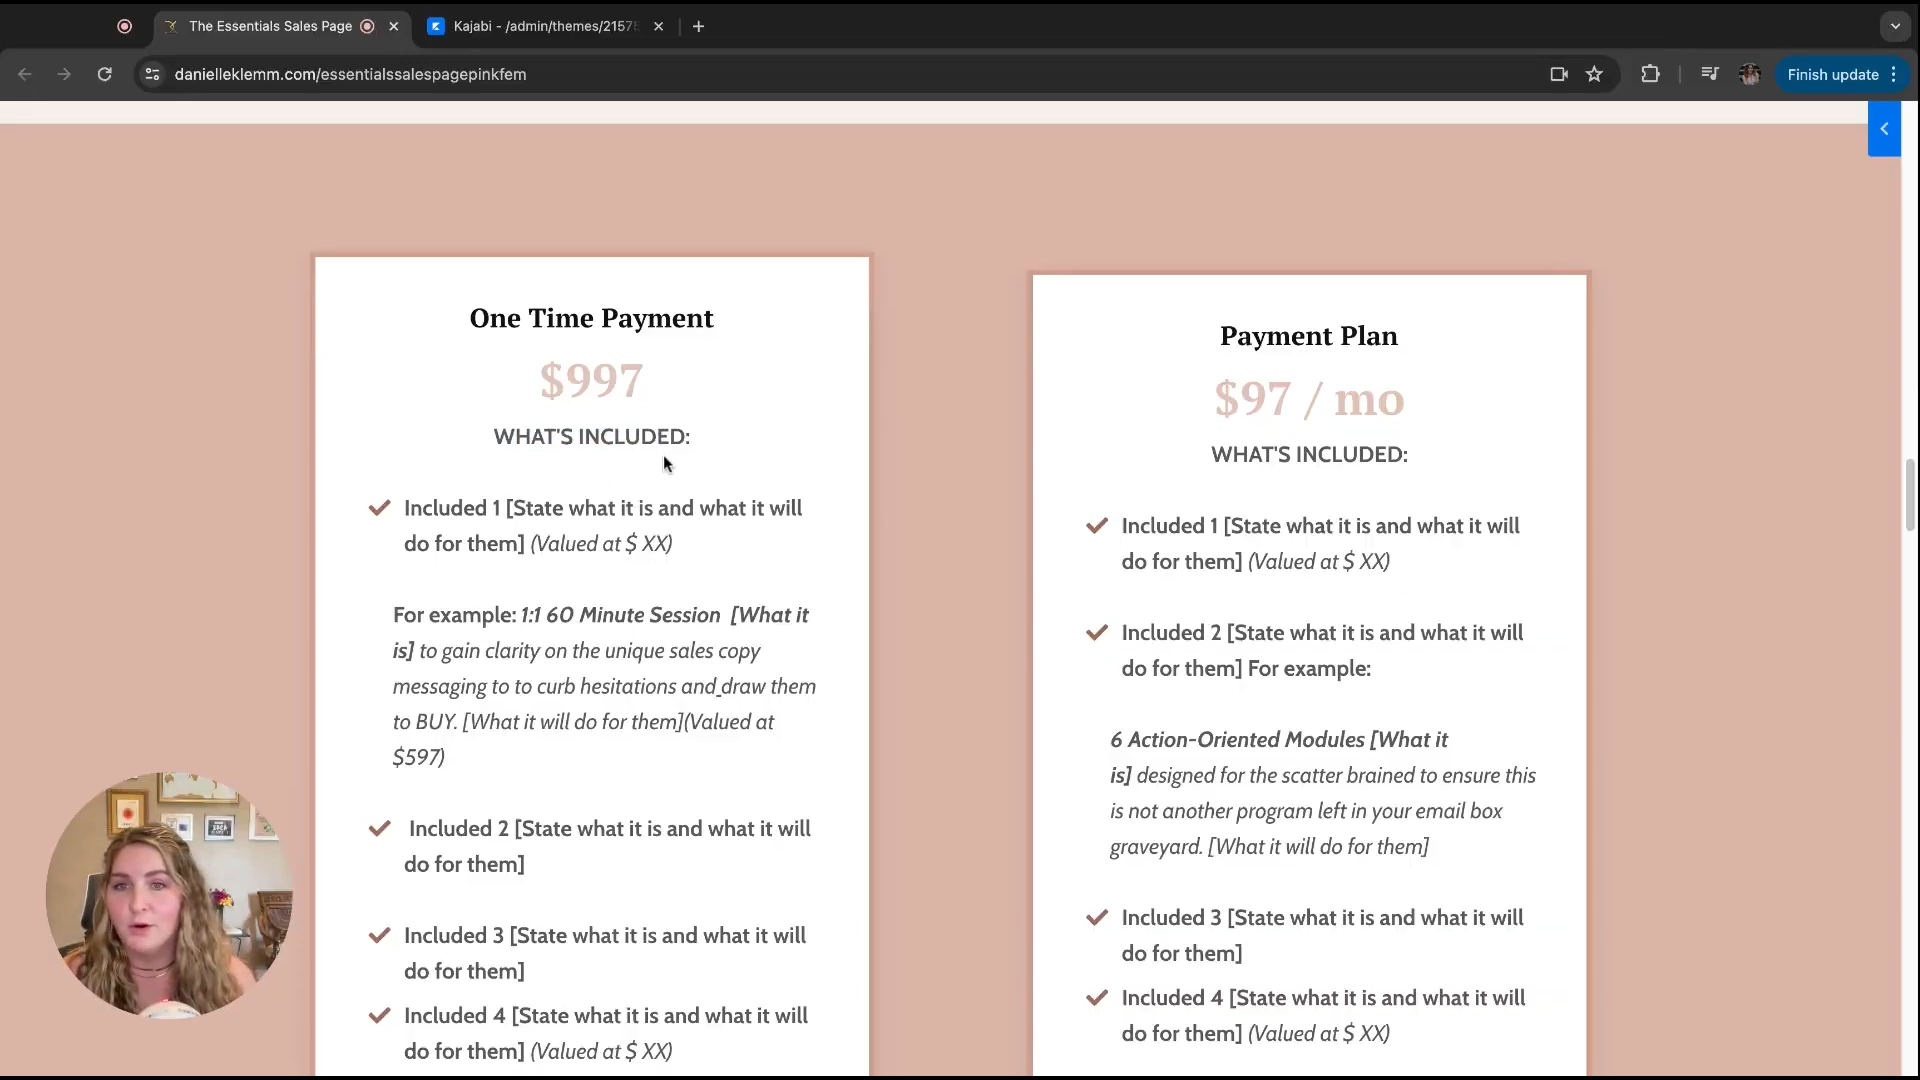 The Essentials Sales Page
Kajabi - /admin/themes/21575
danielleklemm.com/essentialssalespagepinkfem
Finish update
One Time Payment
$997
WHAT'S INCLUDED:
Included 1 [State what it is and what it will
do for them] (Valued at $ XX)
For example: 1:1 60 Minute Session [What it
is] to gain clarity on the unique sales copy
messaging to to curb hesitations and draw them
to BUY. [What it will do for them](Valued at
$597)
Included 2 [State what it is and what it will
do for them]
Included 3 [State what it is and what it will
do for them]
Included 4 [State what it is and what it will
do for them] (Valued at $ XX)
Payment Plan
$97 / mo
WHAT'S INCLUDED:
Included 1 [State what it is and what it will
do for them] (Valued at $ XX)
Included 2 [State what it is and what it will
do for them] For example:
6 Action-Oriented Modules [What it
is] designed for the scatter brained to ensure this
is not another program left in your email box
graveyard. [What it will do for them]
Included 3 [State what it is and what it will
do for them]
Included 4 [State what it is and what it will
do for them] (Valued at $ XX)